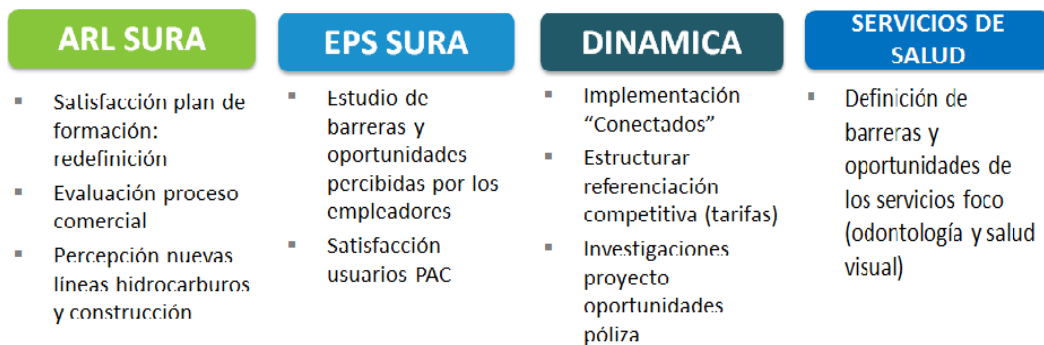 ARL SURA
▪ Satisfacción plan de
formación:
redefinición
▪ Evaluación proceso
comercial
▪ Percepción nuevas
líneas hidrocarburos
y construcción
EPS SURA
▪ Estudio de
barreras y
oportunidades
percibidas por los
empleadores
▪ Satisfacción
usuarios PAC
DINAMICA
▪ Implementación
“Conectados”
▪ Estructurar
referenciación
competitiva (tarifas)
▪ Investigaciones
proyecto
oportunidades
póliza
SERVICIOS DE
SALUD
▪ Definición de
barreras y
oportunidades de
los servicios foco
(odontología y salud
visual)